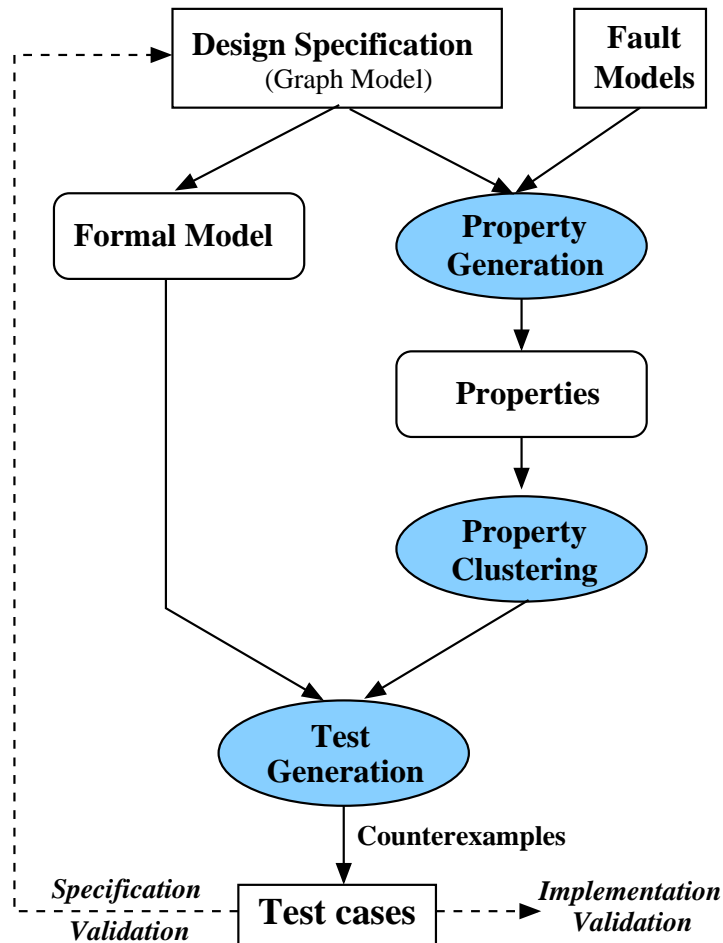 Design Specification
(Graph Model)
Fault
Models
Formal Model
Property
Generation
Properties
Property
Clustering
Test
Generation
Counterexamples
Specification
Validation
Test cases
Implementation
Validation